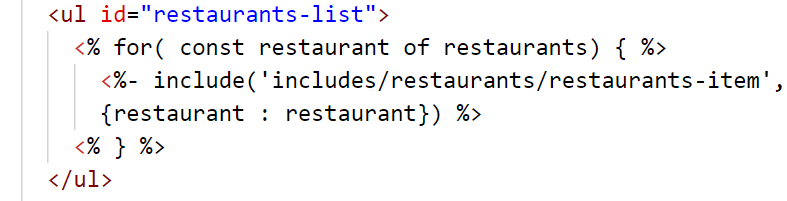 <ul id="restaurants-list">
<% for( const restaurant of restaurants) { %>
<%- include('includes/restaurants/restaurants-item',
{restaurant : restaurant}) %>
<% } %>
</ul>